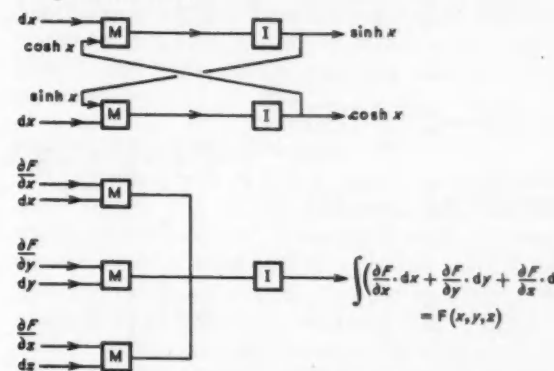 dx M I sinh x
cosh x
sinh x
dx M I cosh x
∂F/∂x
dx M
∂F/∂y
dy M I ∫(∂F/∂x · dx + ∂F/∂y · dy + ∂F/∂z · d
= F(x,y,z)
∂F/∂z
dz M